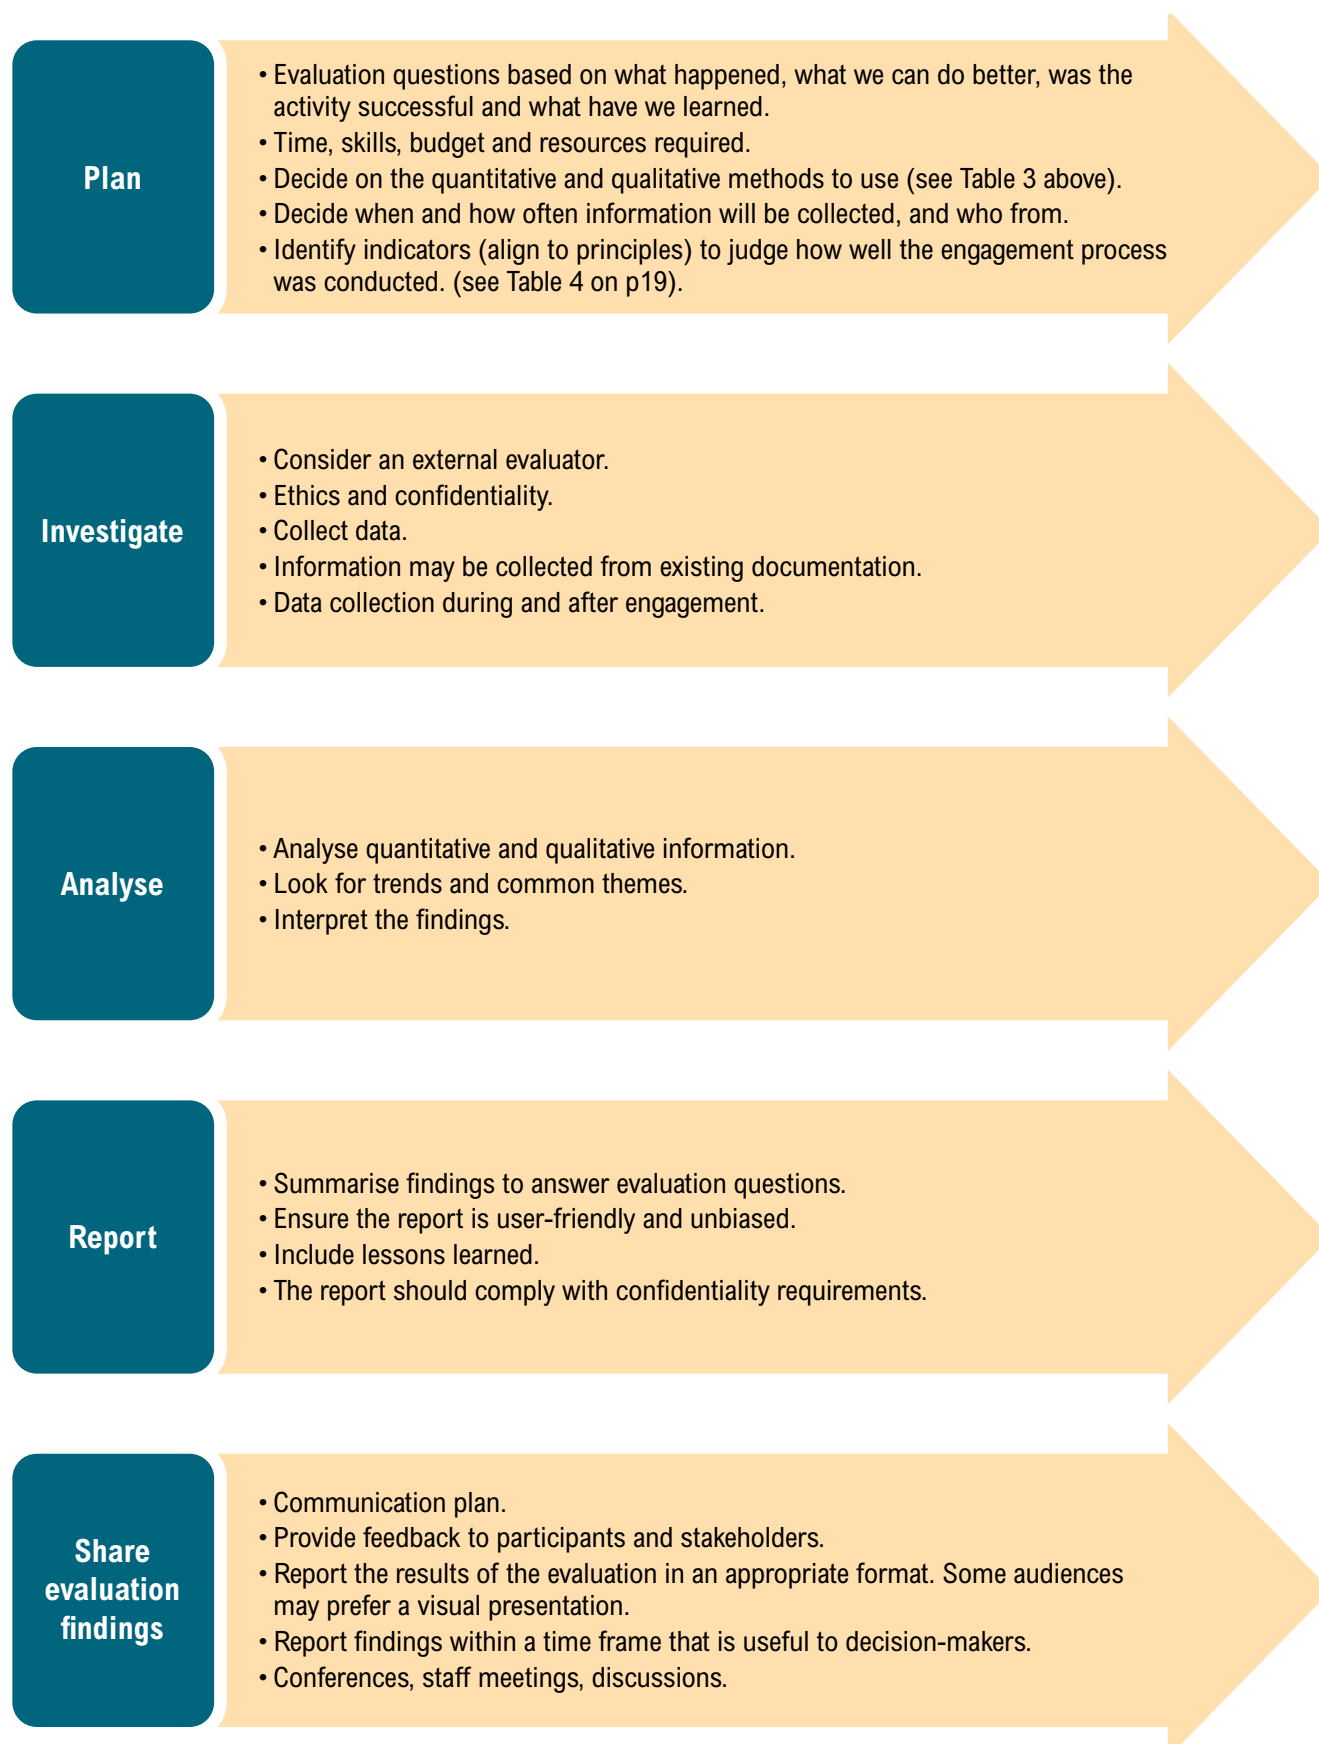 Plan
• Evaluation questions based on what happened, what we can do better, was the
activity successful and what have we learned.
• Time, skills, budget and resources required.
• Decide on the quantitative and qualitative methods to use (see Table 3 above).
• Decide when and how often information will be collected, and who from.
• Identify indicators (align to principles) to judge how well the engagement process
was conducted. (see Table 4 on p19).
Investigate
• Consider an external evaluator.
• Ethics and confidentiality.
• Collect data.
• Information may be collected from existing documentation.
• Data collection during and after engagement.
Analyse
• Analyse quantitative and qualitative information.
• Look for trends and common themes.
• Interpret the findings.
Report
• Summarise findings to answer evaluation questions.
• Ensure the report is user-friendly and unbiased.
• Include lessons learned.
• The report should comply with confidentiality requirements.
Share
evaluation
findings
• Communication plan.
• Provide feedback to participants and stakeholders.
• Report the results of the evaluation in an appropriate format. Some audiences
may prefer a visual presentation.
• Report findings within a time frame that is useful to decision-makers.
• Conferences, staff meetings, discussions.